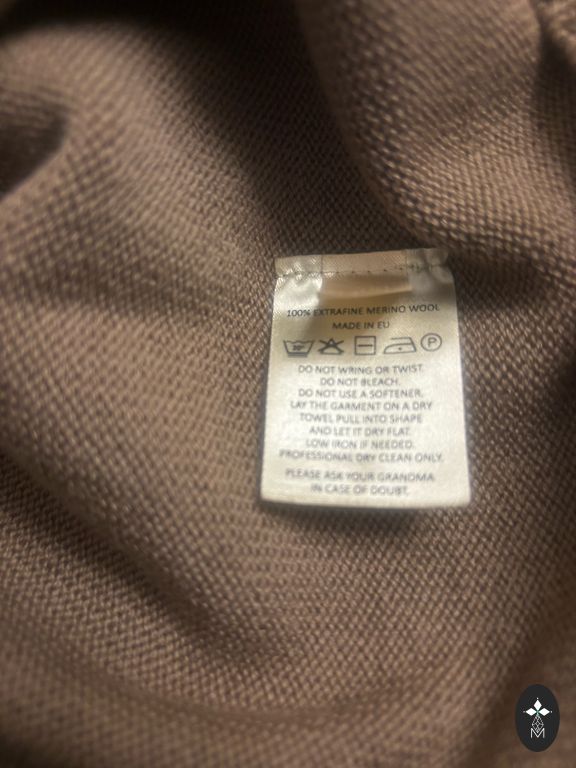 100% EXTRAFINE MERINO WOOL
MADE IN EU
P
DO NOT WRING OR TWIST.
DO NOT BLEACH.
DO NOT USE A SOFTENER.
LAY THE GARMENT ON A DRY
TOWEL PULL INTO SHAPE
AND LET IT DRY FLAT.
LOW IRON IF NEEDED.
PROFESSIONAL DRY CLEAN ONLY.
PLEASE ASK YOUR GRANDMA
IN CASE OF DOUBT.
M